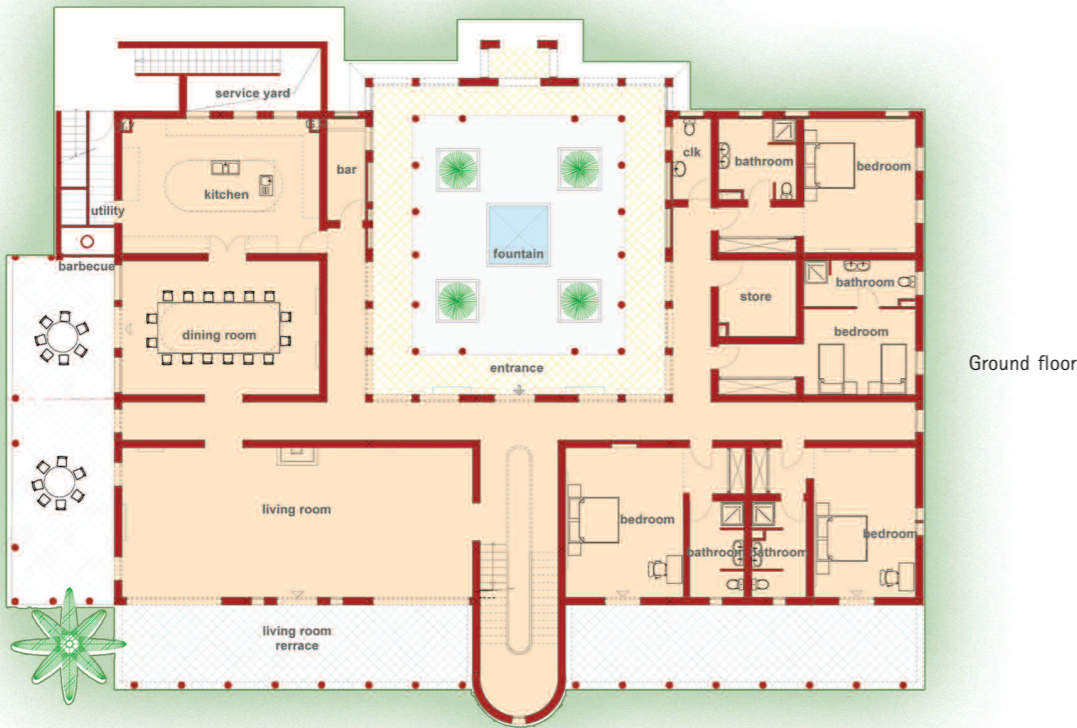 service yard
clk
bathroom
bedroom
bar
kitchen
utility
fountain
barbecue
bathroom
store
bedroom
dining room
entrance
Ground floor
living room
bedroom
bathroom
bathroom
bedroom
living room
rerrace